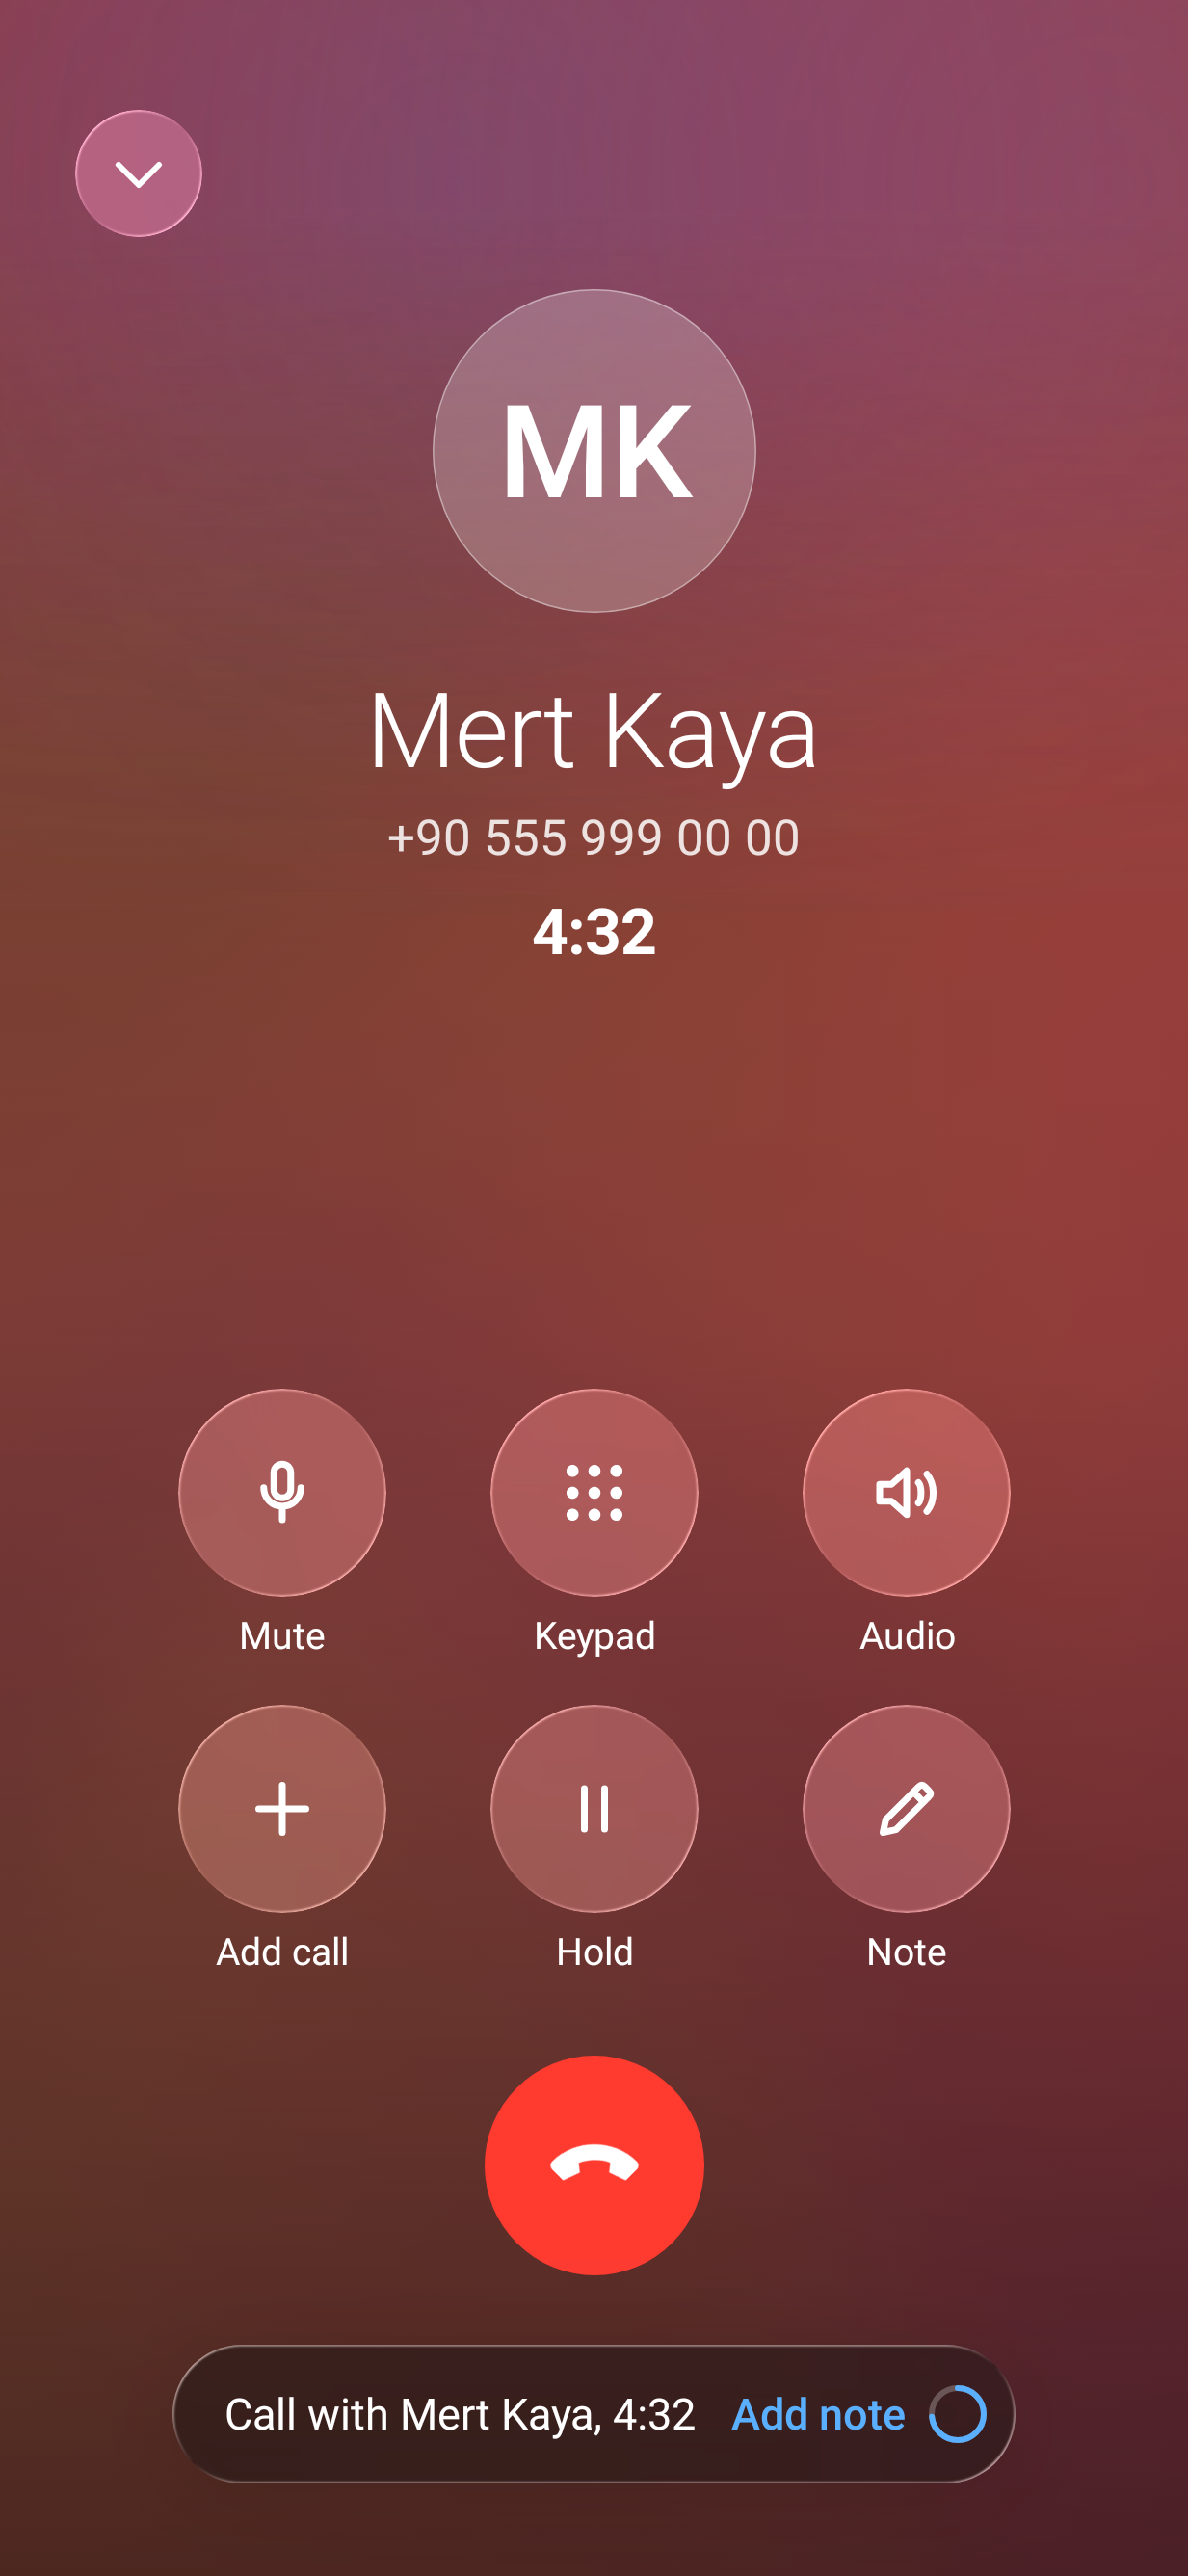 MK
Mert Kaya
+90 555 999 00 00
4:32
Mute Keypad Audio
Add call Hold Note
Call with Mert Kaya, 4:32 Add note